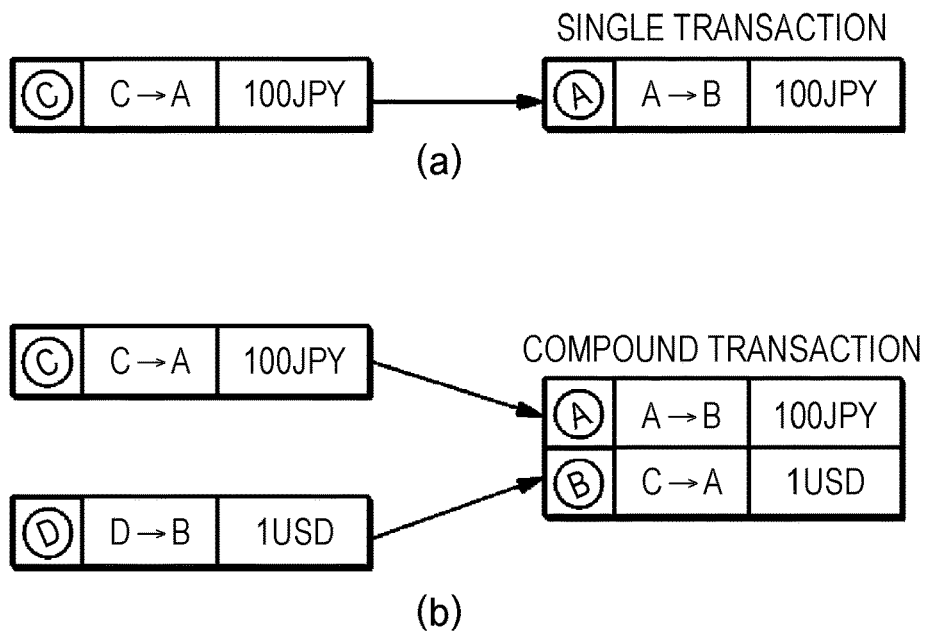 SINGLE TRANSACTION
C C→A 100JPY A A→B 100JPY
(a)
C C→A 100JPY
COMPOUND TRANSACTION
A A→B 100JPY
B C→A 1USD
D D→B 1USD
(b)